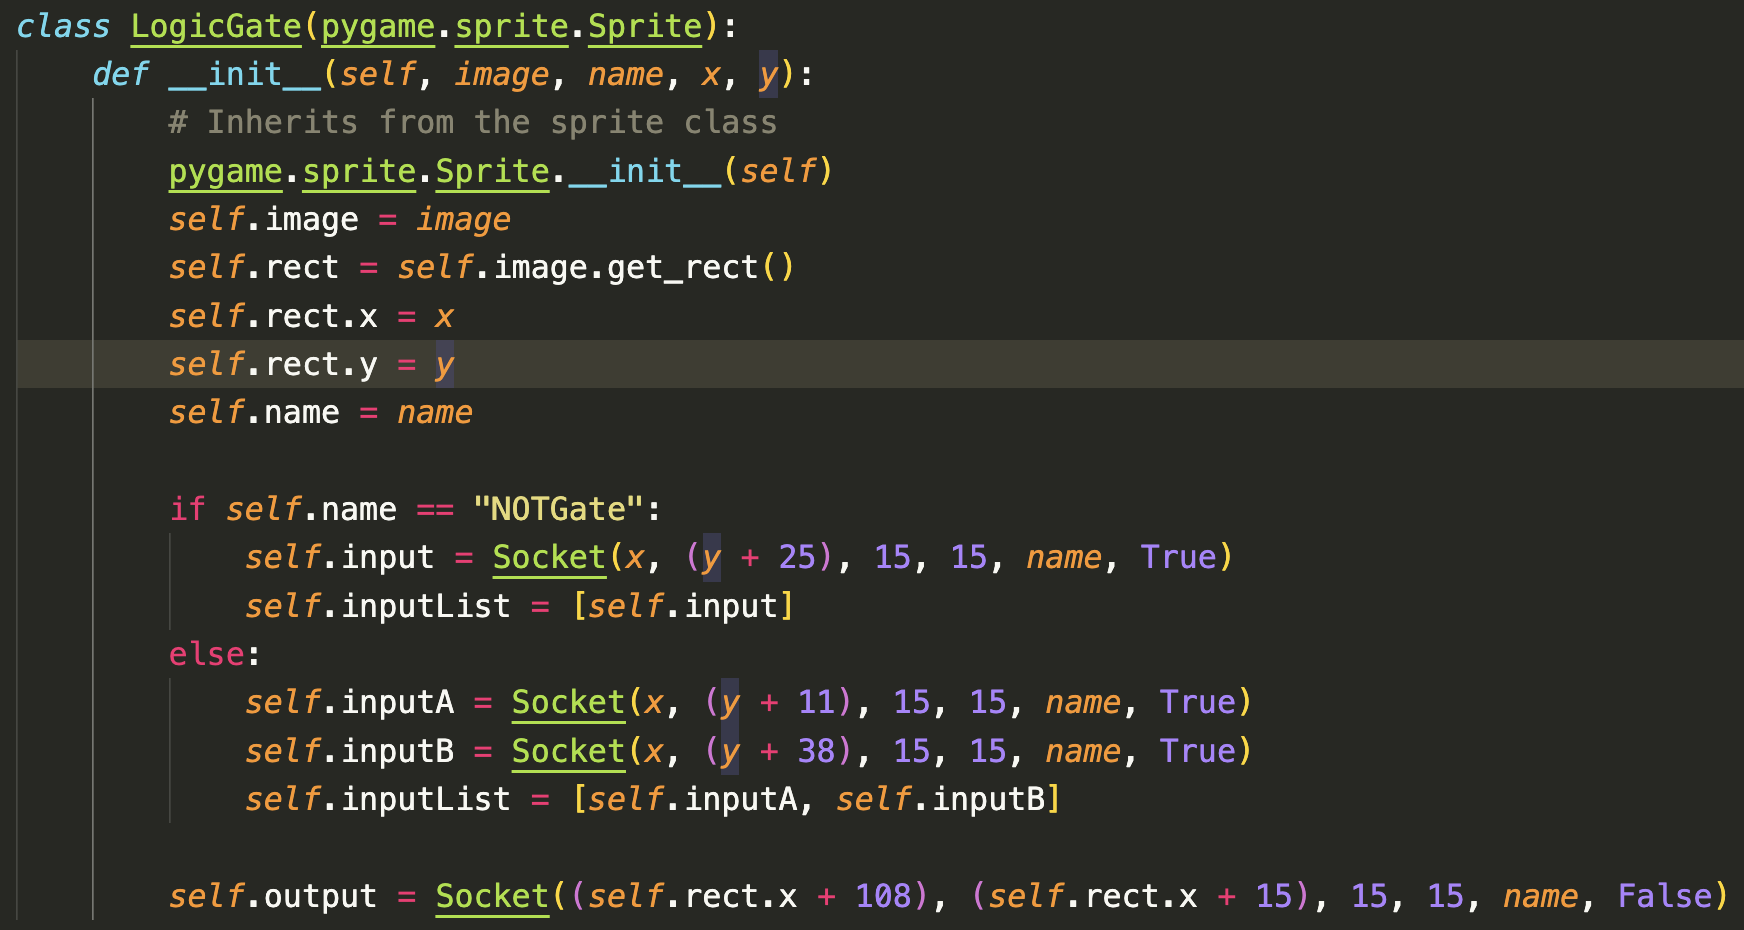 class LogicGate(pygame.sprite.Sprite):
    def __init__(self, image, name, x, y):
        # Inherits from the sprite class
        pygame.sprite.Sprite.__init__(self)
        self.image = image
        self.rect = self.image.get_rect()
        self.rect.x = x
        self.rect.y = y
        self.name = name

        if self.name == "NOTGate":
            self.input = Socket(x, (y + 25), 15, 15, name, True)
            self.inputList = [self.input]
        else:
            self.inputA = Socket(x, (y + 11), 15, 15, name, True)
            self.inputB = Socket(x, (y + 38), 15, 15, name, True)
            self.inputList = [self.inputA, self.inputB]

        self.output = Socket((self.rect.x + 108), (self.rect.x + 15), 15, 15, name, False)